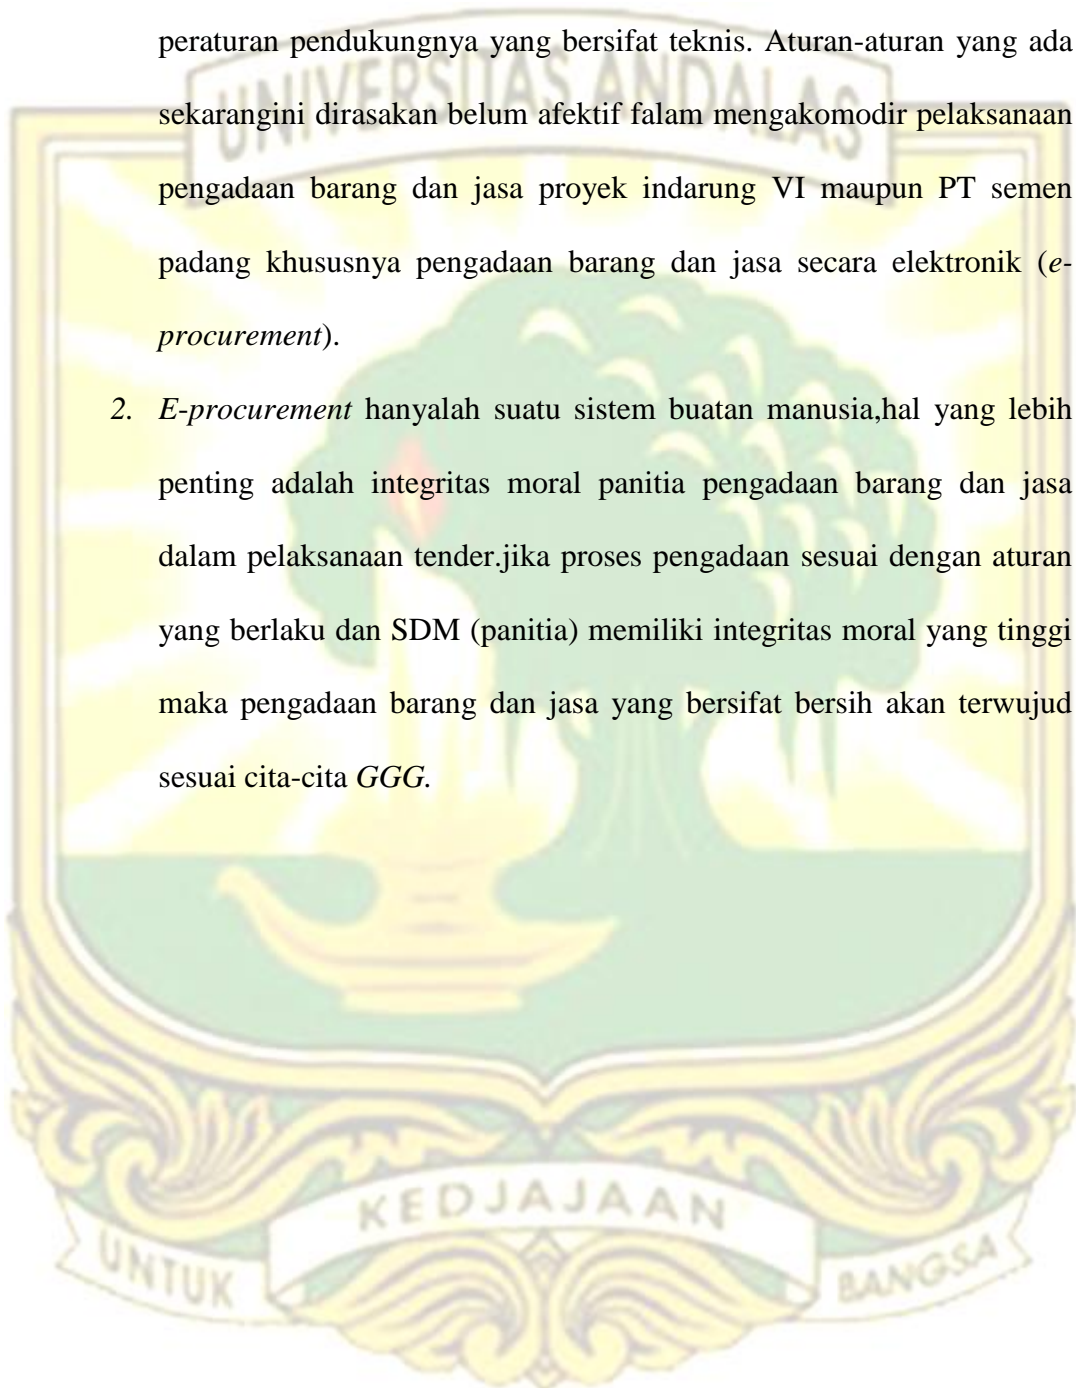 peraturan pendukungnya yang bersifat teknis. Aturan-aturan yang ada
sekarangini dirasakan belum afektif falam mengakomodir pelaksanaan
pengadaan barang dan jasa proyek indarung VI maupun PT semen
padang khususnya pengadaan barang dan jasa secara elektronik (e-
procurement).
2. E-procurement hanyalah suatu sistem buatan manusia,hal yang lebih
penting adalah integritas moral panitia pengadaan barang dan jasa
dalam pelaksanaan tender.jika proses pengadaan sesuai dengan aturan
yang berlaku dan SDM (panitia) memiliki integritas moral yang tinggi
maka pengadaan barang dan jasa yang bersifat bersih akan terwujud
sesuai cita-cita GGG.
UNIVERSITAS ANDALAS
UNTUK KEDJAJAAN BANGSA